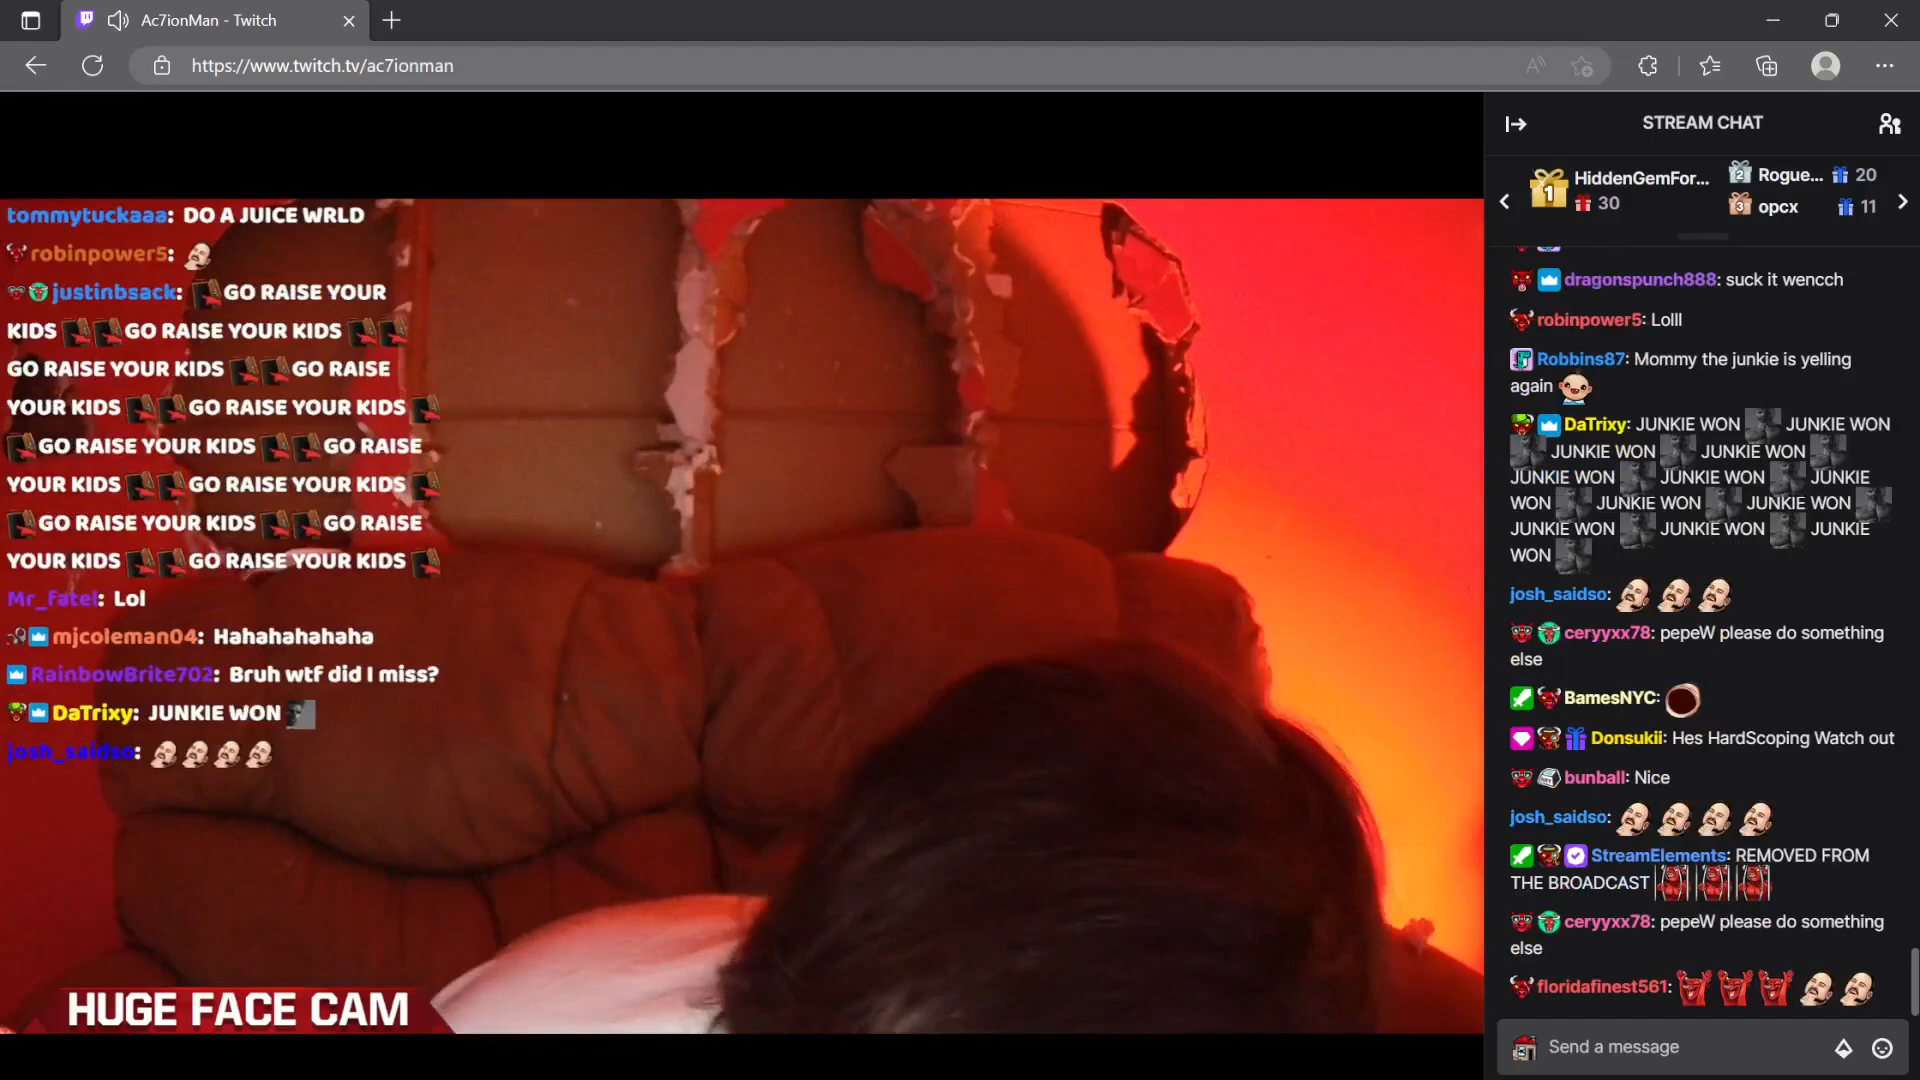 Ac7ionMan - Twitch
https://www.twitch.tv/ac7ionman
tommytuckaaa: DO A JUICE WRLD
robinpower5:
justinbsack: GO RAISE YOUR
KIDS GO RAISE YOUR KIDS
GO RAISE YOUR KIDS GO RAISE
YOUR KIDS GO RAISE YOUR KIDS
GO RAISE YOUR KIDS GO RAISE
YOUR KIDS GO RAISE YOUR KIDS
GO RAISE YOUR KIDS GO RAISE
YOUR KIDS GO RAISE YOUR KIDS
Mr_fatel: Lol
mjcoleman04: Hahahahahaha
RainbowBrite702: Bruh wtf did I miss?
DaTrixy: JUNKIE WON
josh_saidso:
HUGE FACE CAM
STREAM CHAT
1 HiddenGemFor...
30
2 Rogue... 20
3 opcx 11
dragonspunch888: suck it wencch
robinpower5: Lolll
Robbins87: Mommy the junkie is yelling
again
DaTrixy: JUNKIE WON JUNKIE WON
JUNKIE WON JUNKIE WON
JUNKIE WON JUNKIE WON JUNKIE
WON JUNKIE WON JUNKIE WON
JUNKIE WON JUNKIE WON JUNKIE
WON
josh_saidso:
ceryyxx78: pepeW please do something
else
BamesNYC:
Donsukii: Hes HardScoping Watch out
bunball: Nice
josh_saidso:
StreamElements: REMOVED FROM
THE BROADCAST
ceryyxx78: pepeW please do something
else
floridafinest561:
Send a message